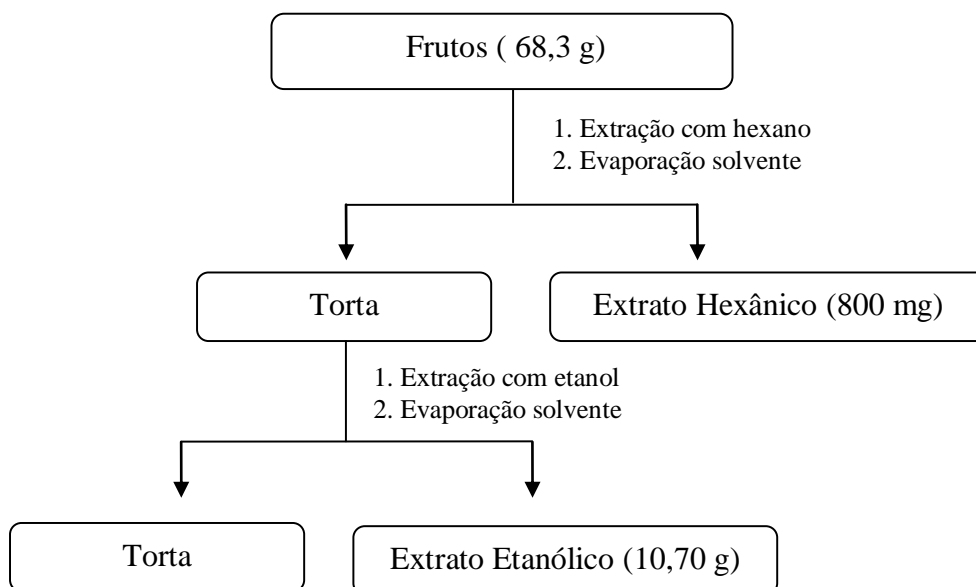 Frutos ( 68,3 g)
1. Extração com hexano
2. Evaporação solvente
Torta
Extrato Hexânico (800 mg)
1. Extração com etanol
2. Evaporação solvente
Torta
Extrato Etanólico (10,70 g)